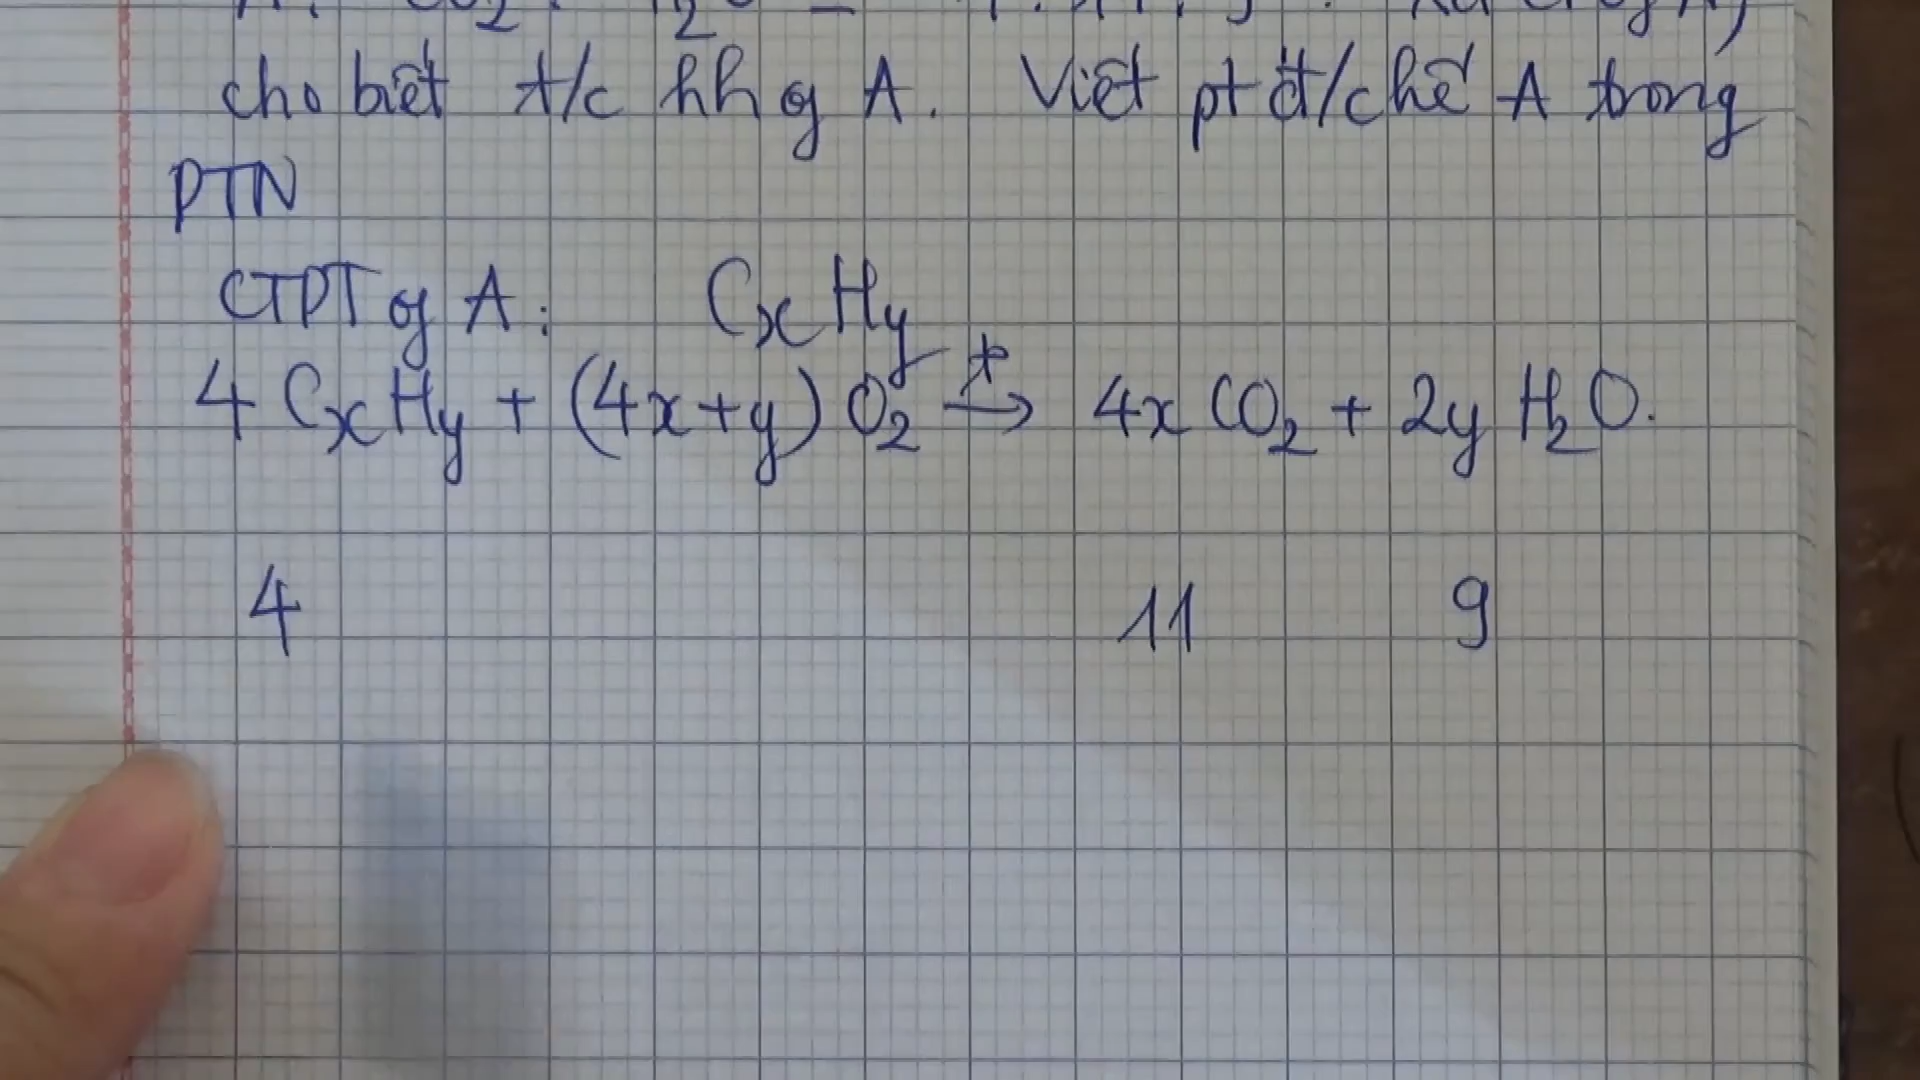 cho biết t/c hh of A. Viết pt đ/chế A trong
PTN
CTPT of A: CxHy
4 CxHy + (4x+y) O2 → 4x CO2 + 2y H2O.
4 11 9